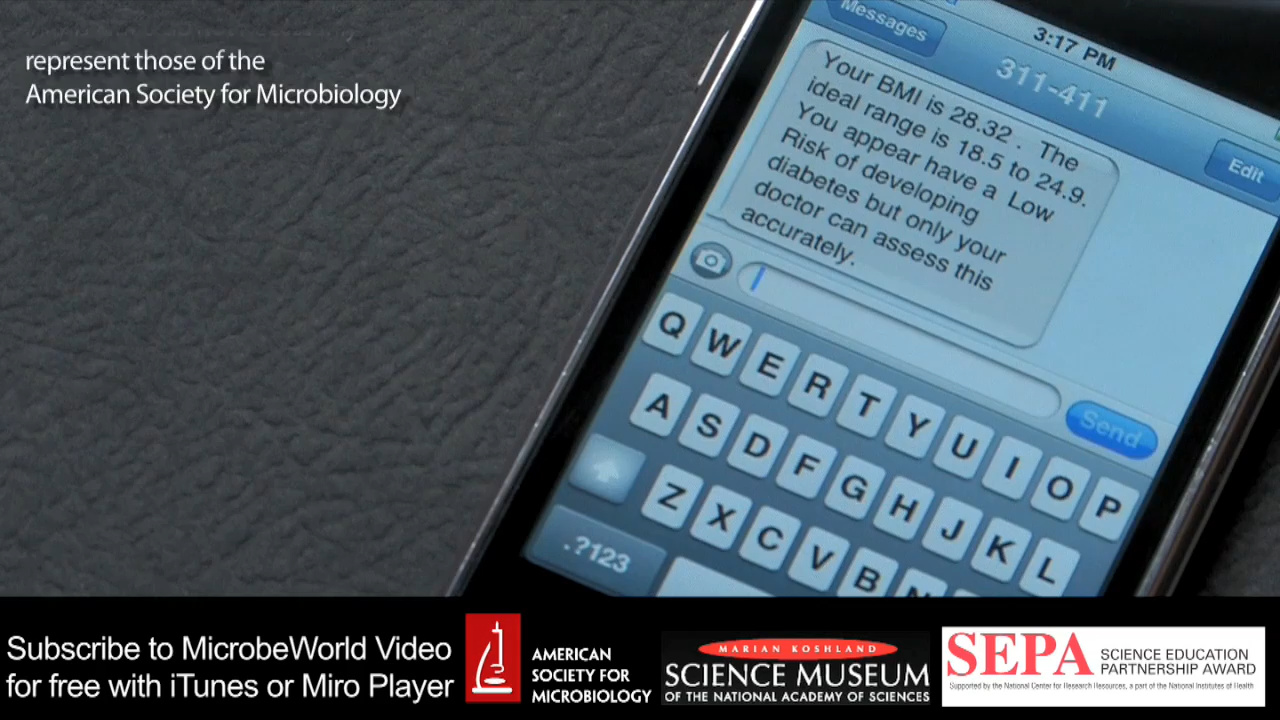 represent those of the
American Society for Microbiology
Messages
3:17 PM
311-411
Edit
Your BMI is 28.32 . The
ideal range is 18.5 to 24.9.
You appear have a Low
Risk of developing
diabetes but only your
doctor can assess this
accurately.
Send
Q W E R T Y U I O P
A S D F G H J K L
Z X C V B N
.?123
Subscribe to MicrobeWorld Video
for free with iTunes or Miro Player
AMERICAN
SOCIETY FOR
MICROBIOLOGY
MARIAN KOSHLAND
SCIENCE MUSEUM
OF THE NATIONAL ACADEMY OF SCIENCES
SEPA
SCIENCE EDUCATION
PARTNERSHIP AWARD
Supported by the National Center for Research Resources, a part of the National Institutes of Health